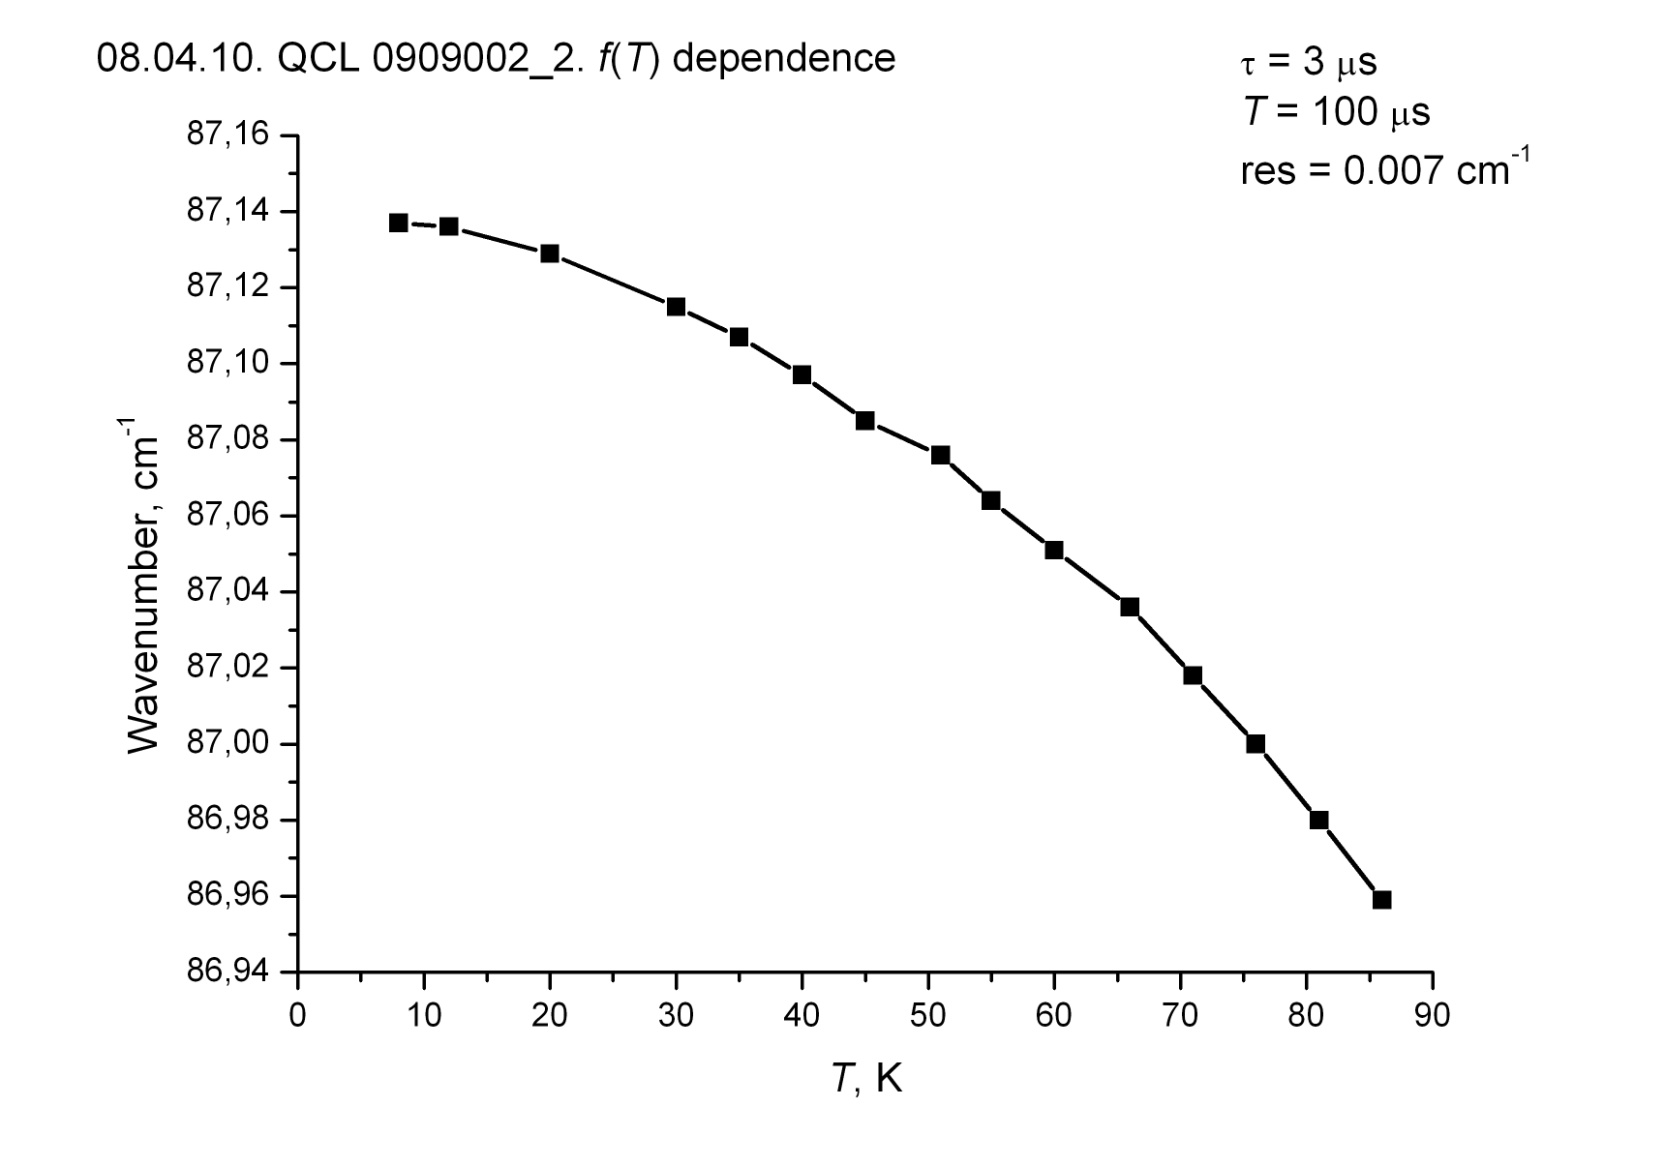 08.04.10. QCL 0909002_2. f(T) dependence
τ = 3 μs
T = 100 μs
res = 0.007 cm-1
87,16
87,14
87,12
87,10
87,08
87,06
87,04
87,02
87,00
86,98
86,96
86,94
Wavenumber, cm-1
0 10 20 30 40 50 60 70 80 90
T, K